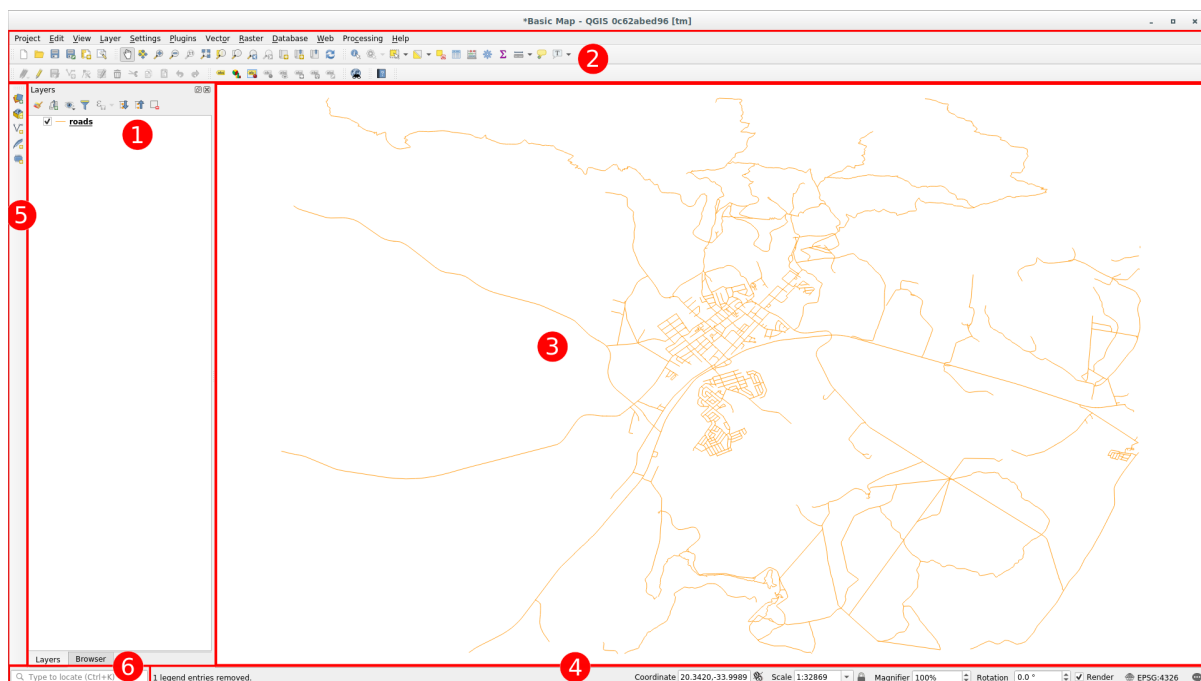 *Basic Map - QGIS 0c62abed96 [tm]
Project Edit View Layer Settings Plugins Vector Raster Database Web Processing Help
2
Layers
roads
1
5
3
Layers Browser
6
4
Type to locate (Ctrl+K) 1 legend entries removed. Coordinate 20.3420,-33.9989 Scale 1:32869 Magnifier 100% Rotation 0.0 ° Render EPSG:4326